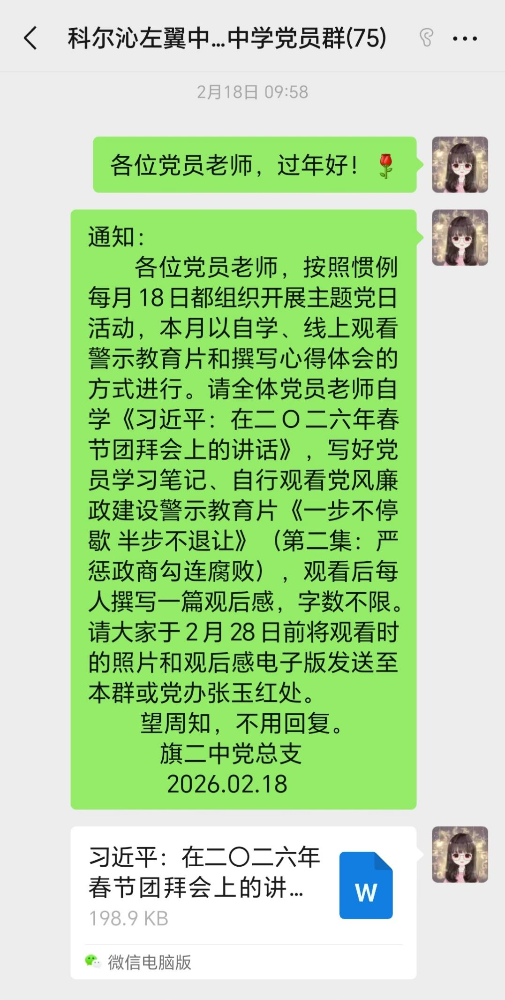 科尔沁左翼中...中学党员群(75)
2月18日 09:58
各位党员老师，过年好！🌹
通知：
各位党员老师，按照惯例
每月18日都组织开展主题党日
活动，本月以自学、线上观看
警示教育片和撰写心得体会的
方式进行。请全体党员老师自
学《习近平：在二〇二六年春
节团拜会上的讲话》，写好党
员学习笔记、自行观看党风廉
政建设警示教育片《一步不停
歇 半步不退让》（第二集：严
惩政商勾连腐败），观看后每
人撰写一篇观后感，字数不限。
请大家于2月28日前将观看时
的照片和观后感电子版发送至
本群或党办张玉红处。
望周知，不用回复。
旗二中党总支
2026.02.18
习近平：在二〇二六年
春节团拜会上的讲...
W
198.9 KB
微信电脑版